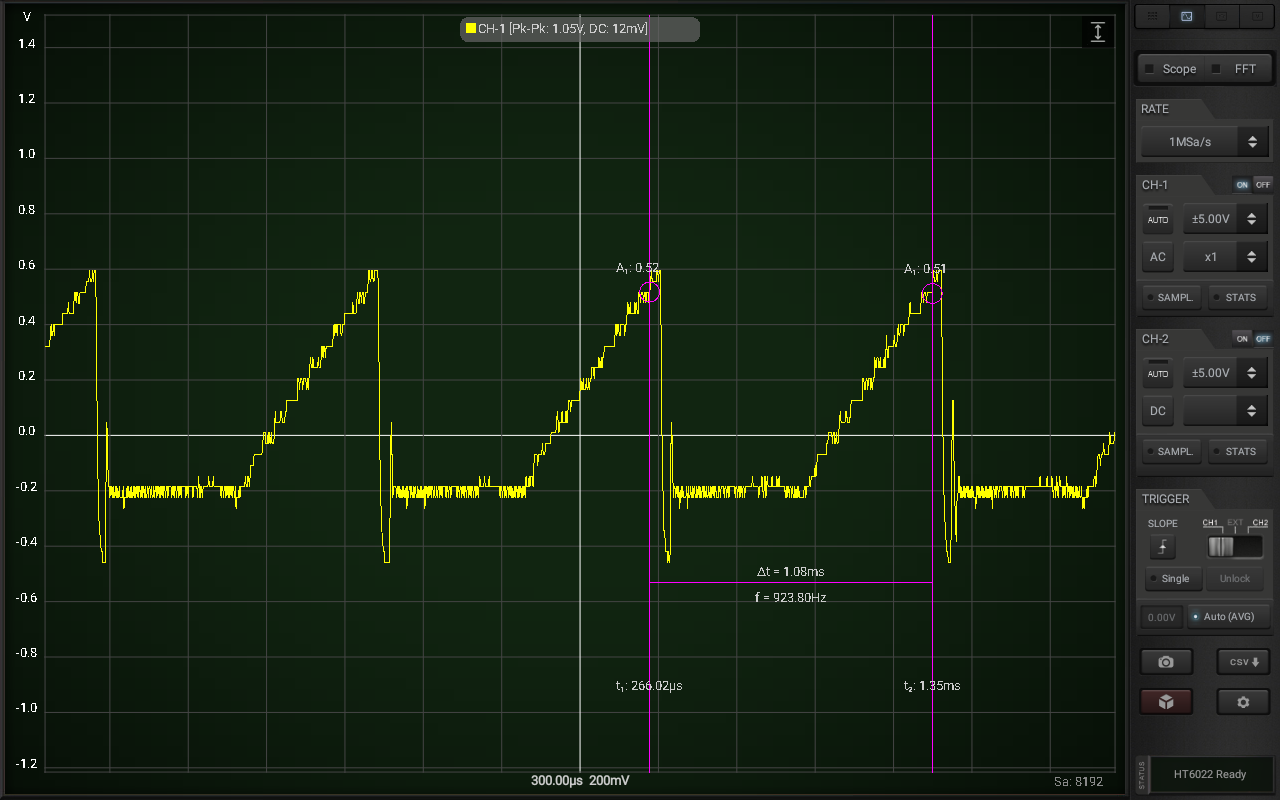 V
CH-1 [Pk-Pk: 1.05V, DC: 12mV]
1.4
1.2
1.0
0.8
0.6
0.4
0.2
0.0
-0.2
-0.4
-0.6
-0.8
-1.0
-1.2
A₁: 0.52
A₁: 0.51
Δt = 1.08ms
f = 923.80Hz
t₁: 266.02µs
t₂: 1.35ms
300.00µs 200mV
Sa: 8192
Scope FFT
RATE
1MSa/s
CH-1 ON OFF
AUTO ±5.00V
AC x1
SAMPL. STATS
CH-2 ON OFF
AUTO ±5.00V
DC
SAMPL. STATS
TRIGGER
SLOPE CH1 EXT CH2
Single Unlock
0.00V Auto (AVG)
CSV
STATUS
HT6022 Ready